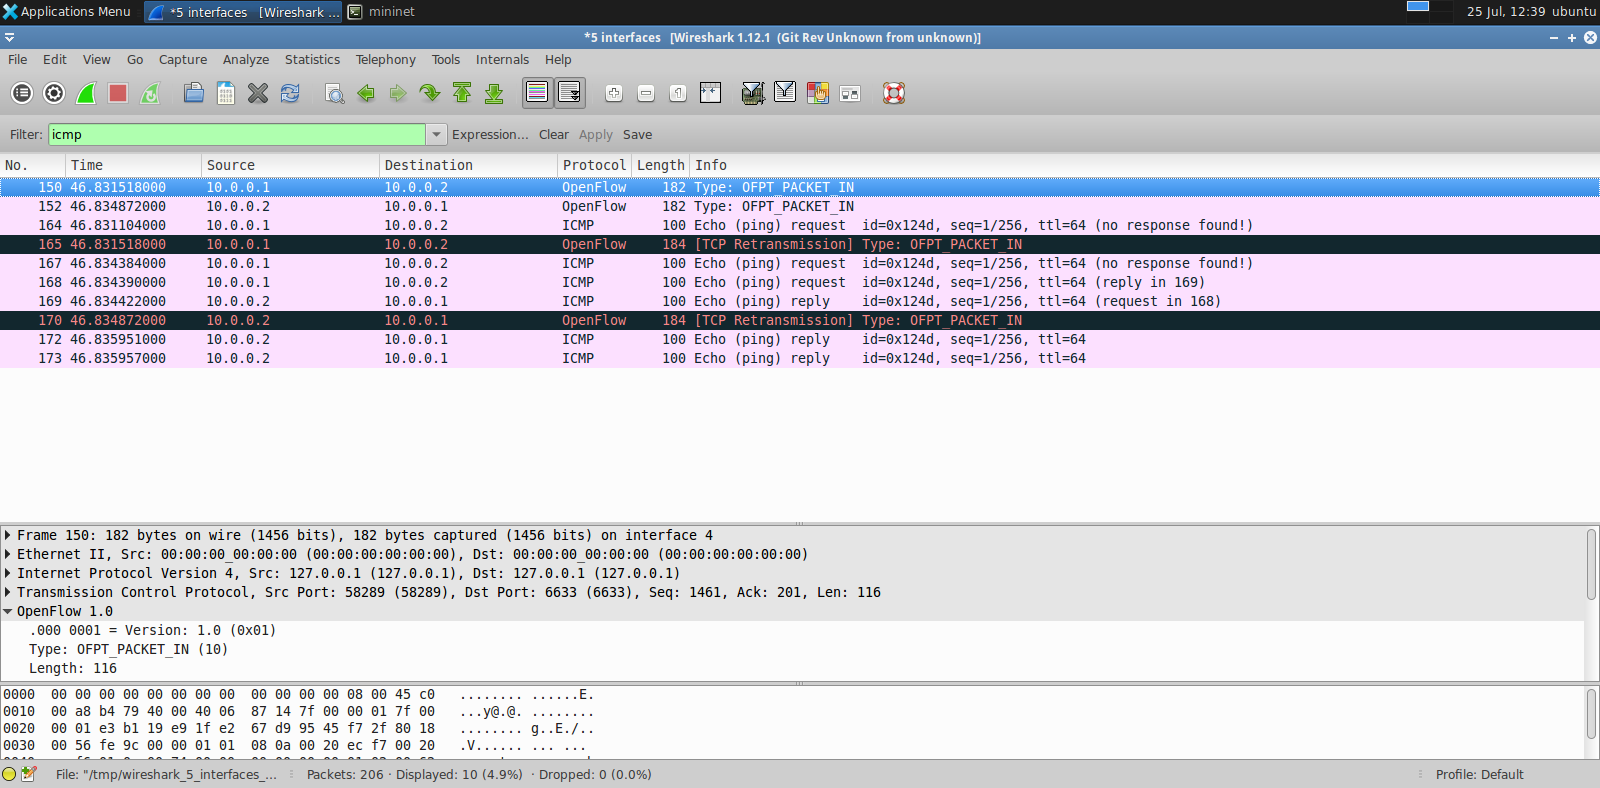 Applications Menu *5 interfaces [Wireshark ... mininet 25 Jul, 12:39 ubuntu
*5 interfaces [Wireshark 1.12.1 (Git Rev Unknown from unknown)]
File Edit View Go Capture Analyze Statistics Telephony Tools Internals Help
Filter: icmp Expression... Clear Apply Save
No. Time Source Destination Protocol Length Info
150 46.831518000 10.0.0.1 10.0.0.2 OpenFlow 182 Type: OFPT_PACKET_IN
152 46.834872000 10.0.0.2 10.0.0.1 OpenFlow 182 Type: OFPT_PACKET_IN
164 46.831104000 10.0.0.1 10.0.0.2 ICMP 100 Echo (ping) request id=0x124d, seq=1/256, ttl=64 (no response found!)
165 46.831518000 10.0.0.1 10.0.0.2 OpenFlow 184 [TCP Retransmission] Type: OFPT_PACKET_IN
167 46.834384000 10.0.0.1 10.0.0.2 ICMP 100 Echo (ping) request id=0x124d, seq=1/256, ttl=64 (no response found!)
168 46.834390000 10.0.0.1 10.0.0.2 ICMP 100 Echo (ping) request id=0x124d, seq=1/256, ttl=64 (reply in 169)
169 46.834422000 10.0.0.2 10.0.0.1 ICMP 100 Echo (ping) reply id=0x124d, seq=1/256, ttl=64 (request in 168)
170 46.834872000 10.0.0.2 10.0.0.1 OpenFlow 184 [TCP Retransmission] Type: OFPT_PACKET_IN
172 46.835951000 10.0.0.2 10.0.0.1 ICMP 100 Echo (ping) reply id=0x124d, seq=1/256, ttl=64
173 46.835957000 10.0.0.2 10.0.0.1 ICMP 100 Echo (ping) reply id=0x124d, seq=1/256, ttl=64
Frame 150: 182 bytes on wire (1456 bits), 182 bytes captured (1456 bits) on interface 4
Ethernet II, Src: 00:00:00_00:00:00 (00:00:00:00:00:00), Dst: 00:00:00_00:00:00 (00:00:00:00:00:00)
Internet Protocol Version 4, Src: 127.0.0.1 (127.0.0.1), Dst: 127.0.0.1 (127.0.0.1)
Transmission Control Protocol, Src Port: 58289 (58289), Dst Port: 6633 (6633), Seq: 1461, Ack: 201, Len: 116
OpenFlow 1.0
.000 0001 = Version: 1.0 (0x01)
Type: OFPT_PACKET_IN (10)
Length: 116
0000 00 00 00 00 00 00 00 00 00 00 00 00 08 00 45 c0 ........ ......E.
0010 00 a8 b4 79 40 00 40 06 87 14 7f 00 00 01 7f 00 ...y@.@. ........
0020 00 01 e3 b1 19 e9 1f e2 67 d9 95 45 f7 2f 80 18 ........ g..E./..
0030 00 56 fe 9c 00 00 01 01 08 0a 00 20 ec f7 00 20 .V...... ... ...
File: "/tmp/wireshark_5_interfaces_... Packets: 206 · Displayed: 10 (4.9%) · Dropped: 0 (0.0%) Profile: Default